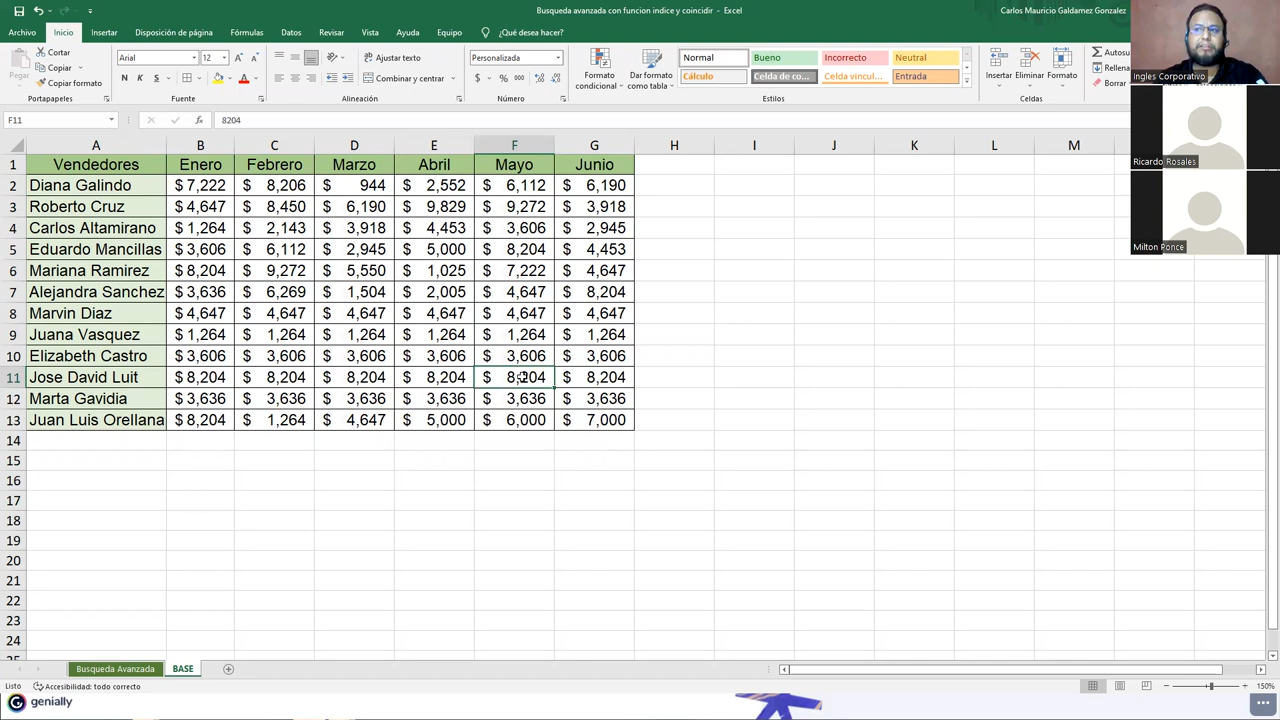 Busqueda avanzada con funcion indice y coincidir - Excel
Carlos Mauricio Galdamez Gonzalez
Archivo Inicio Insertar Disposición de página Fórmulas Datos Revisar Vista Ayuda Equipo ¿Qué desea hacer?
Pegar
Cortar
Copiar
Copiar formato
Portapapeles
Arial 12
N K S
Fuente
Ajustar texto
Combinar y centrar
Alineación
Personalizada
$ % 000
Número
Formato condicional
Dar formato como tabla
Normal Bueno Incorrecto Neutral
Cálculo Celda de co... Celda vincul... Entrada
Estilos
Insertar Eliminar Formato
Celdas
Autosu
Rellena
Borrar
Ingles Corporativo
Ricardo Rosales
Milton Ponce
F11 fx 8204
A B C D E F G H I J K L M
1 Vendedores Enero Febrero Marzo Abril Mayo Junio
2 Diana Galindo $ 7,222 $ 8,206 $ 944 $ 2,552 $ 6,112 $ 6,190
3 Roberto Cruz $ 4,647 $ 8,450 $ 6,190 $ 9,829 $ 9,272 $ 3,918
4 Carlos Altamirano $ 1,264 $ 2,143 $ 3,918 $ 4,453 $ 3,606 $ 2,945
5 Eduardo Mancillas $ 3,606 $ 6,112 $ 2,945 $ 5,000 $ 8,204 $ 4,453
6 Mariana Ramirez $ 8,204 $ 9,272 $ 5,550 $ 1,025 $ 7,222 $ 4,647
7 Alejandra Sanchez $ 3,636 $ 6,269 $ 1,504 $ 2,005 $ 4,647 $ 8,204
8 Marvin Diaz $ 4,647 $ 4,647 $ 4,647 $ 4,647 $ 4,647 $ 4,647
9 Juana Vasquez $ 1,264 $ 1,264 $ 1,264 $ 1,264 $ 1,264 $ 1,264
10 Elizabeth Castro $ 3,606 $ 3,606 $ 3,606 $ 3,606 $ 3,606 $ 3,606
11 Jose David Luit $ 8,204 $ 8,204 $ 8,204 $ 8,204 $ 8,204 $ 8,204
12 Marta Gavidia $ 3,636 $ 3,636 $ 3,636 $ 3,636 $ 3,636 $ 3,636
13 Juan Luis Orellana $ 8,204 $ 1,264 $ 4,647 $ 5,000 $ 6,000 $ 7,000
14
15
16
17
18
19
20
21
22
23
24
Busqueda Avanzada BASE
Listo Accesibilidad: todo correcto 150%
genially